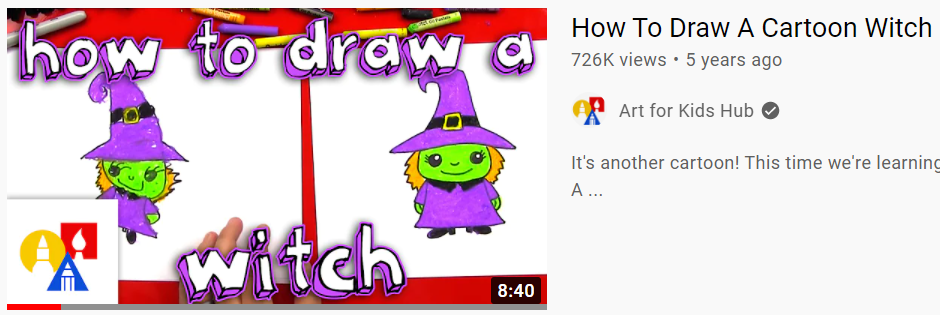 how to draw a
witch
8:40
How To Draw A Cartoon Witch
726K views • 5 years ago
Art for Kids Hub
It's another cartoon! This time we're learning
A ...